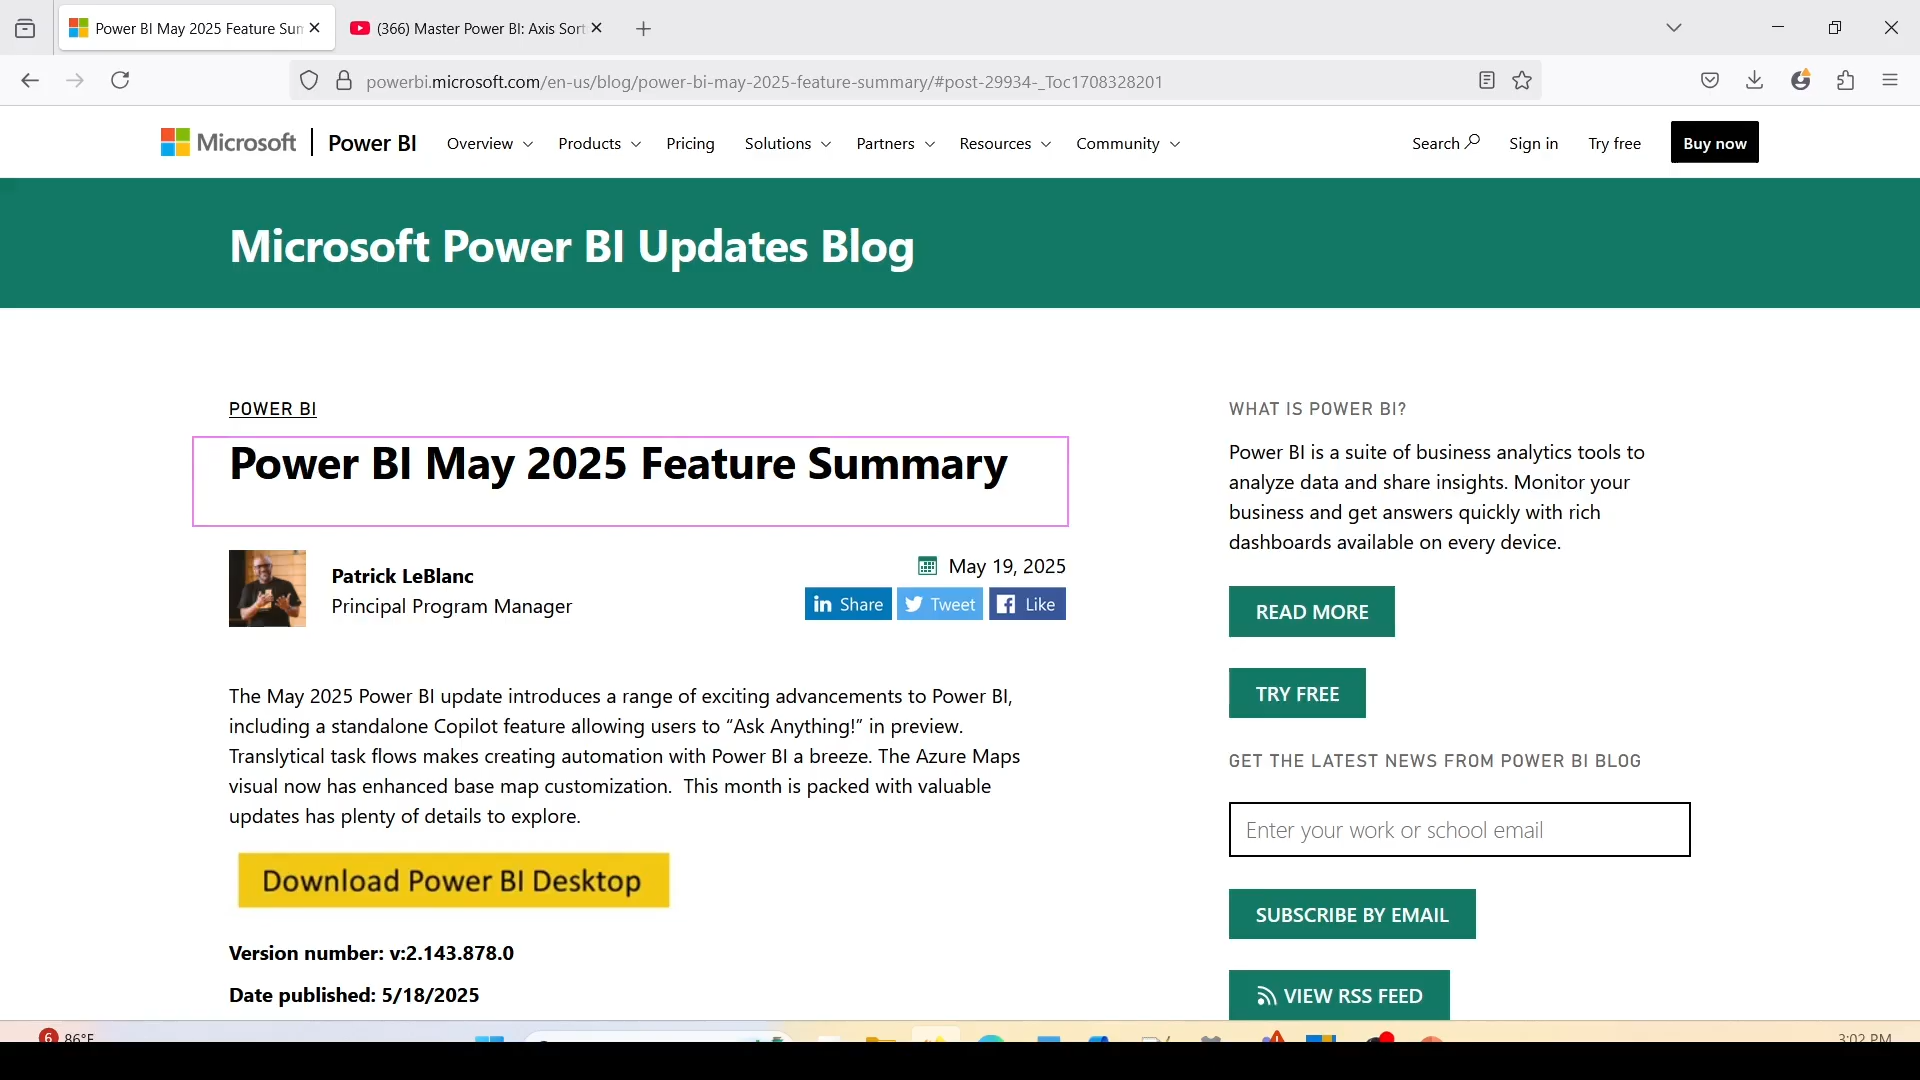 Power BI May 2025 Feature Sum
(366) Master Power BI: Axis Sort
powerbi.microsoft.com/en-us/blog/power-bi-may-2025-feature-summary/#post-29934-_Toc1708328201
Microsoft
Power BI
Overview
Products
Pricing
Solutions
Partners
Resources
Community
Search
Sign in
Try free
Buy now
Microsoft Power BI Updates Blog
POWER BI
Power BI May 2025 Feature Summary
Patrick LeBlanc
Principal Program Manager
May 19, 2025
Share
Tweet
Like
The May 2025 Power BI update introduces a range of exciting advancements to Power BI,
including a standalone Copilot feature allowing users to “Ask Anything!” in preview.
Translytical task flows makes creating automation with Power BI a breeze. The Azure Maps
visual now has enhanced base map customization.  This month is packed with valuable
updates has plenty of details to explore.
Download Power BI Desktop
Version number: v:2.143.878.0
Date published: 5/18/2025
WHAT IS POWER BI?
Power BI is a suite of business analytics tools to
analyze data and share insights. Monitor your
business and get answers quickly with rich
dashboards available on every device.
READ MORE
TRY FREE
GET THE LATEST NEWS FROM POWER BI BLOG
Enter your work or school email
SUBSCRIBE BY EMAIL
VIEW RSS FEED
6
86°F
3:02 PM